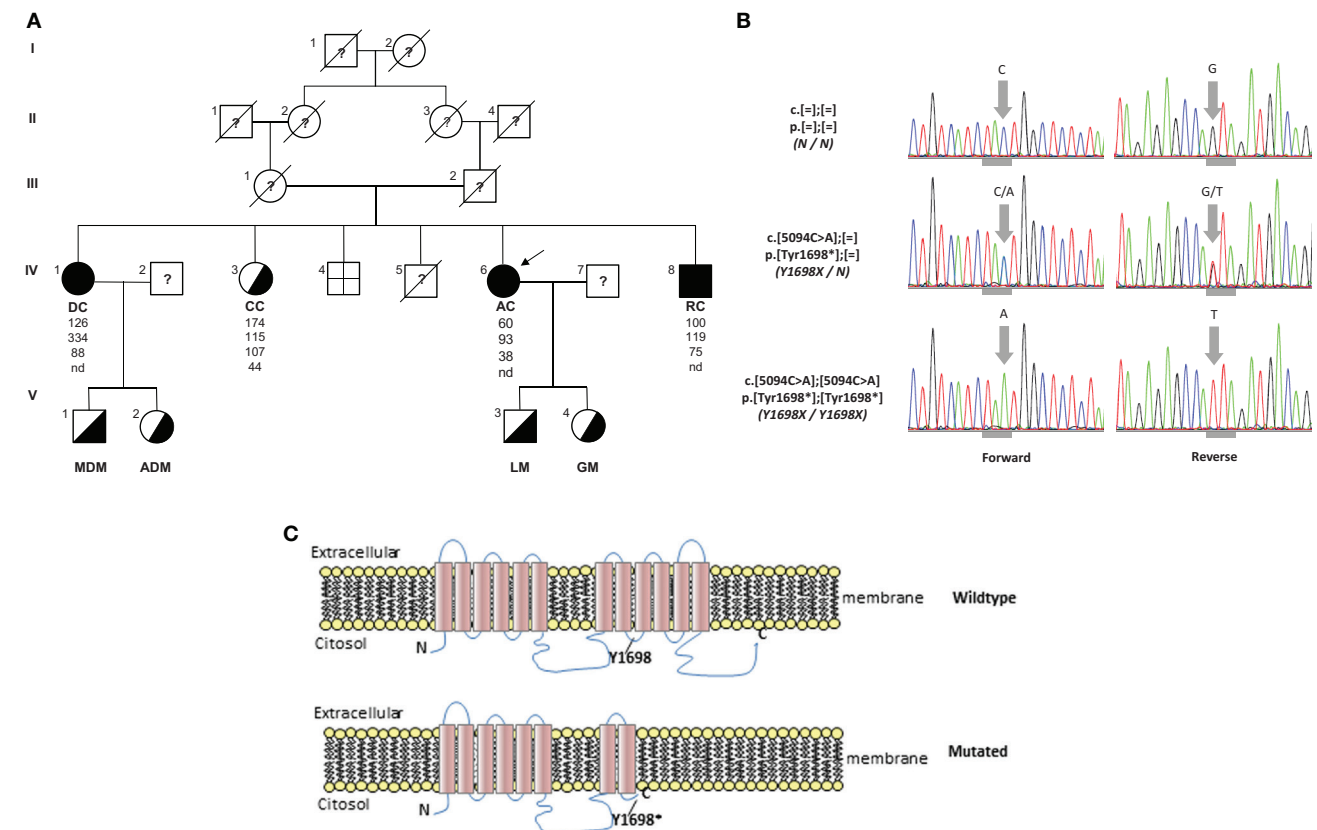 A
I
1 ? 2 ?
II
1 ? 2 ? 3 ? 4 ?
III
1 ? 2 ?
IV
1 2 ? 3 4 5 ? 6 7 ? 8
DC CC AC RC
126 174 60 100
334 115 93 119
88 107 38 75
nd 44 nd nd
V
1 2 3 4
MDM ADM LM GM
B
C G
c.[=];[=]
p.[=];[=]
(N / N)
C/A G/T
c.[5094C>A];[=]
p.[Tyr1698*];[=]
(Y1698X / N)
A T
c.[5094C>A];[5094C>A]
p.[Tyr1698*];[Tyr1698*]
(Y1698X / Y1698X)
Forward Reverse
C
Extracellular
membrane Wildtype
Citosol
N Y1698 C
Extracellular
membrane Mutated
Citosol
N Y1698* C